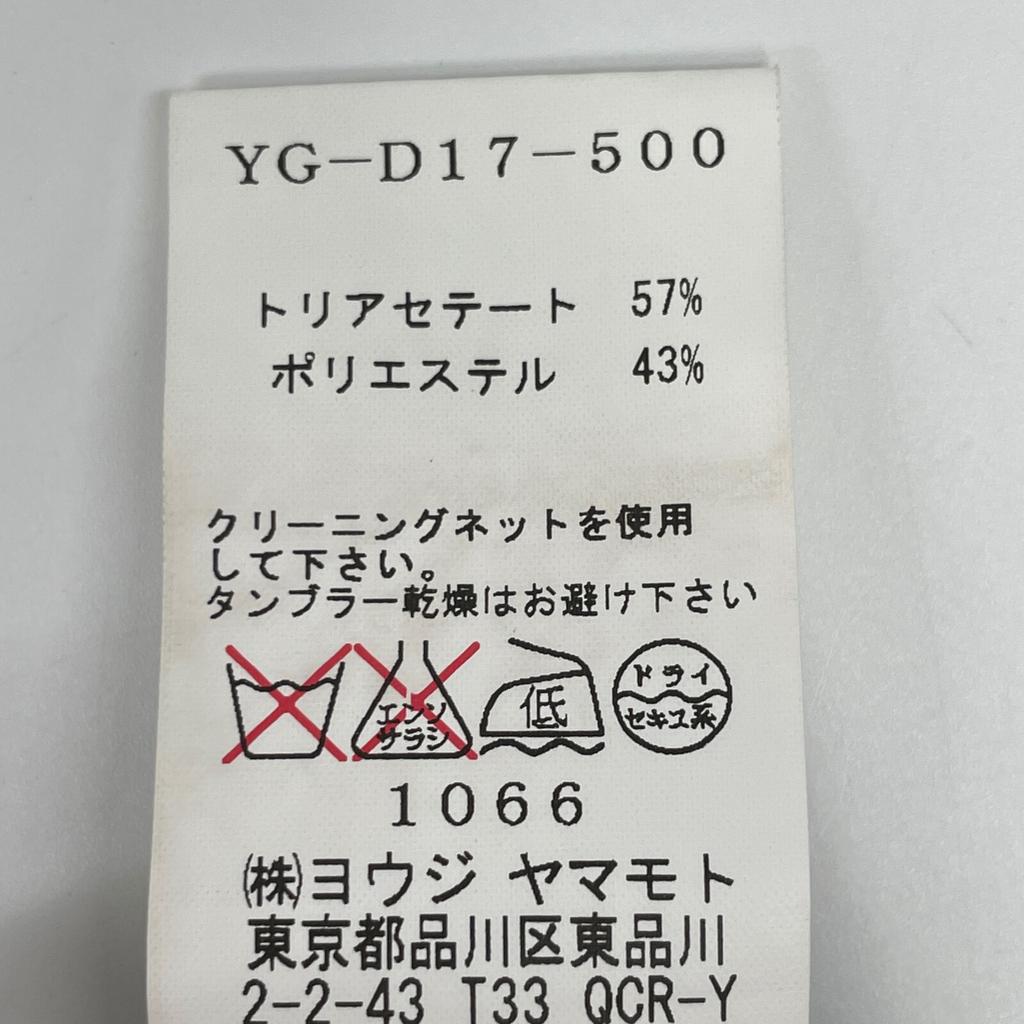 YG－D17－500
トリアセテート 57%
ポリエステル 43%
クリーニングネットを使用
して下さい。
タンブラー乾燥はお避け下さい
エンソ
サラシ
低
ドライ
セキユ系
1066
㈱ヨウジ ヤマモト
東京都品川区東品川
2-2-43 T33 QCR-Y